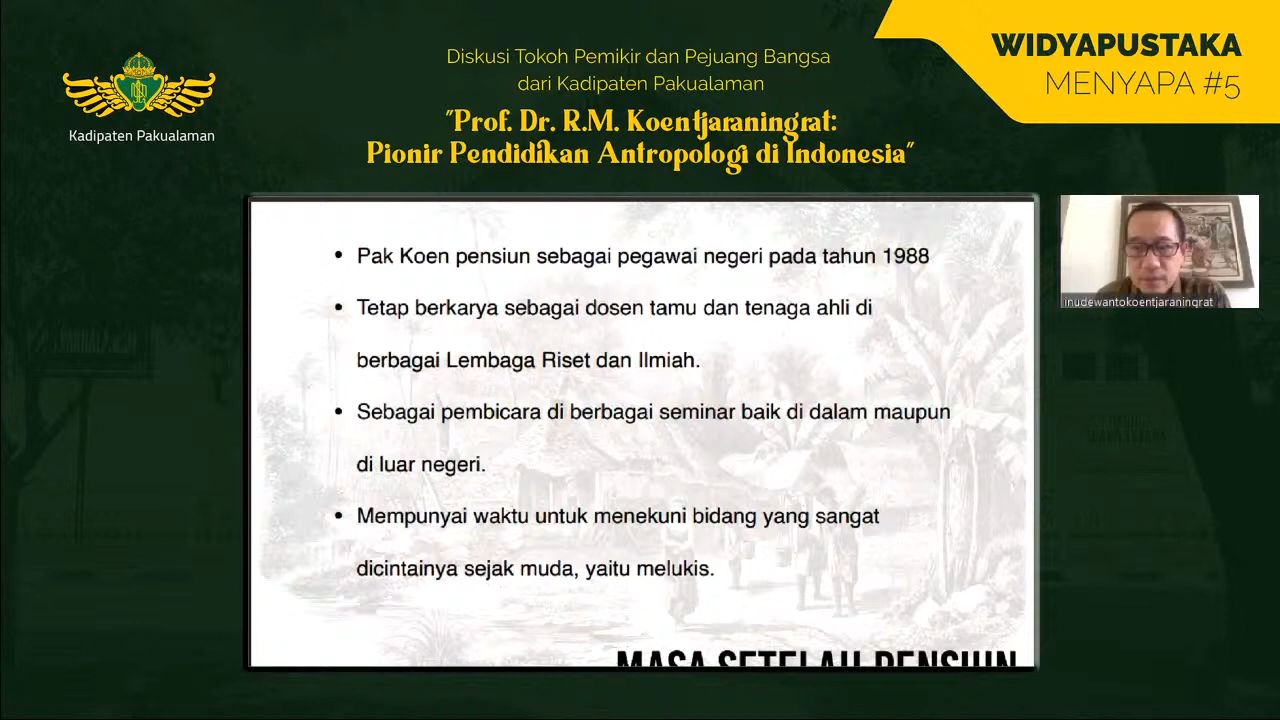 Diskusi Tokoh Pemikir dan Pejuang Bangsa
dari Kadipaten Pakualaman
"Prof. Dr. R.M. Koentjaraningrat:
Pionir Pendidikan Antropologi di Indonesia"
WIDYAPUSTAKA
MENYAPA #5
Kadipaten Pakualaman
• Pak Koen pensiun sebagai pegawai negeri pada tahun 1988
• Tetap berkarya sebagai dosen tamu dan tenaga ahli di
berbagai Lembaga Riset dan Ilmiah.
• Sebagai pembicara di berbagai seminar baik di dalam maupun
di luar negeri.
• Mempunyai waktu untuk menekuni bidang yang sangat
dicintainya sejak muda, yaitu melukis.
MASA SETELAH PENSIUN
inudewantokoentjaraningrat